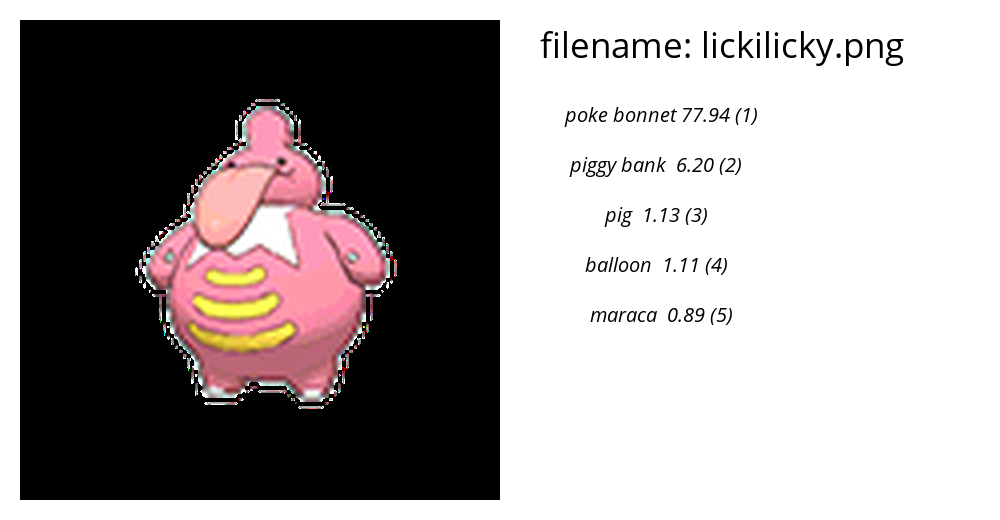 filename: lickilicky.png
poke bonnet 77.94 (1)
piggy bank 6.20 (2)
pig 1.13 (3)
balloon 1.11 (4)
maraca 0.89 (5)